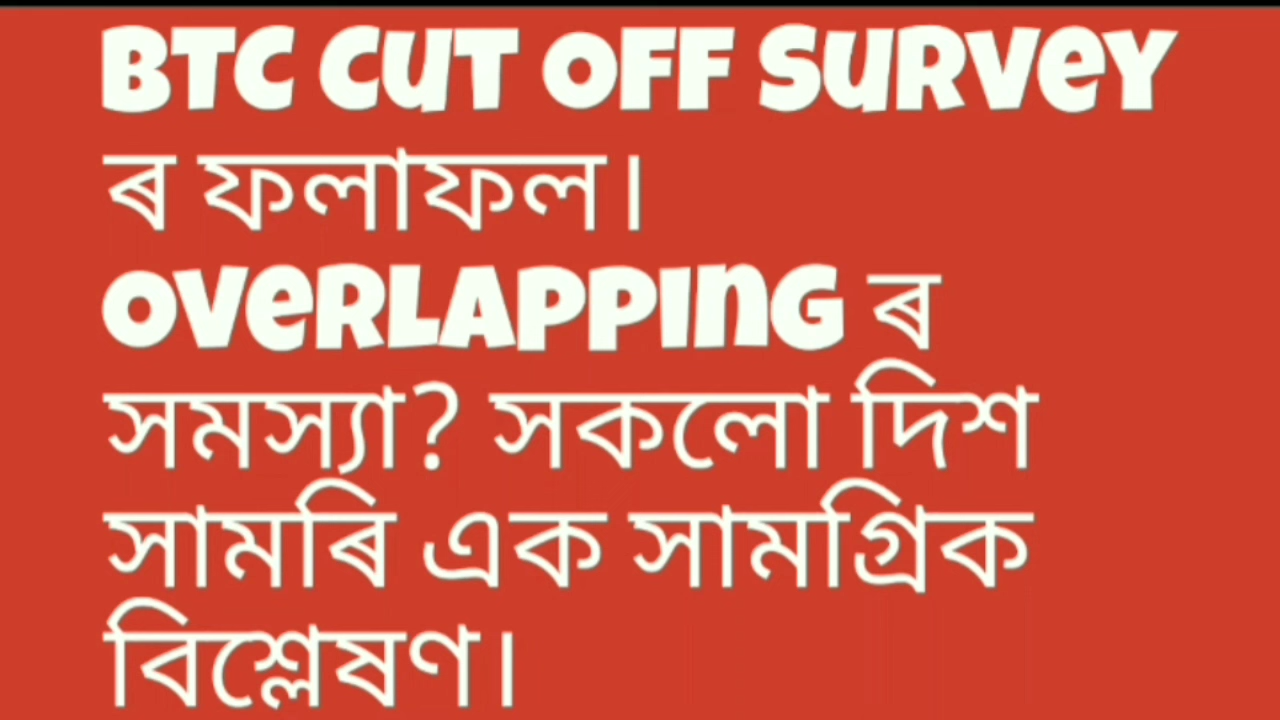 BTC CUT OFF SURVEY
ৰ ফলাফল।
OVERLAPPING ৰ
সমস্যা? সকলো দিশ
সামৰি এক সামগ্ৰিক
বিশ্লেষণ।